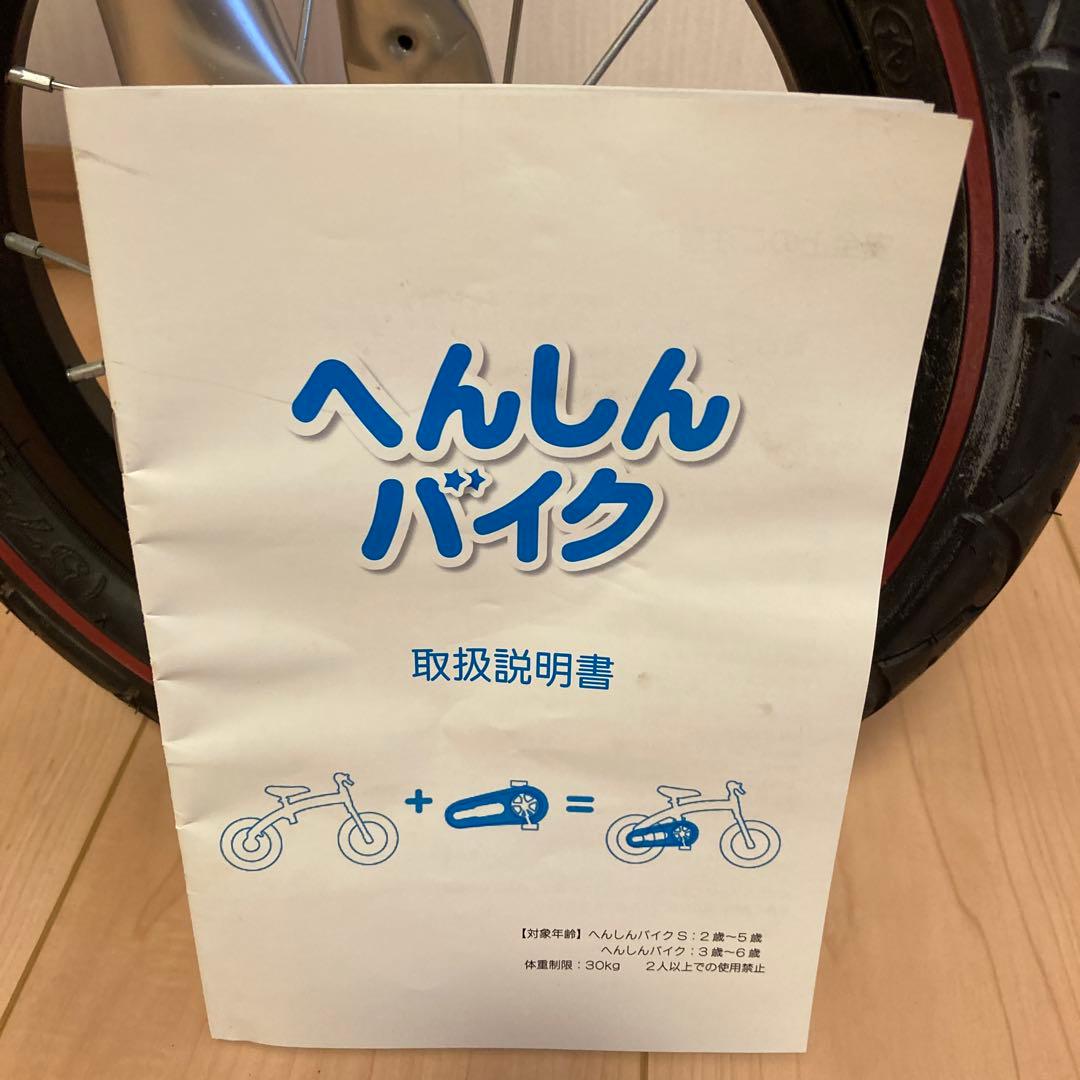 へんしん
バイク
取扱説明書
+ =
【対象年齢】へんしんバイクS：2歳〜5歳
へんしんバイク：3歳〜6歳
体重制限：30kg　2人以上での使用禁止